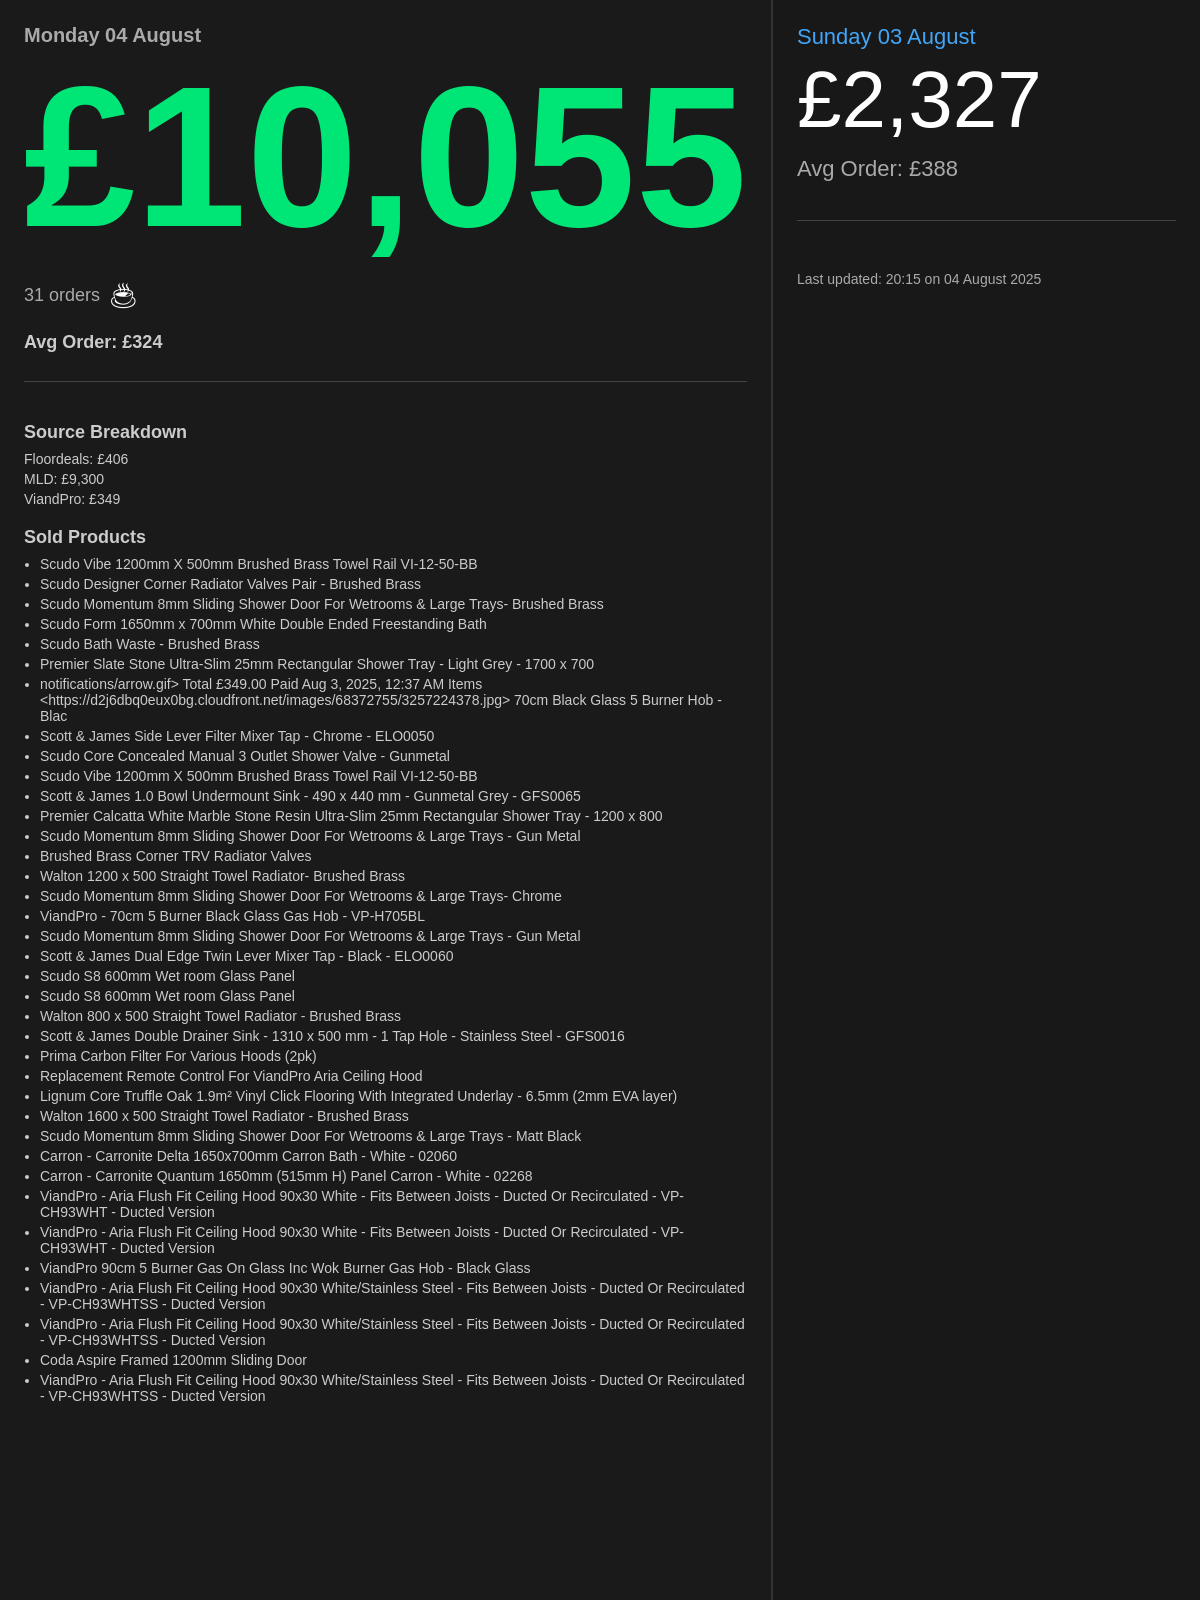 Monday 04 August
£10,055
31 orders ☕
Avg Order: £324
Source Breakdown
Floordeals: £406
MLD: £9,300
ViandPro: £349
Sold Products
• Scudo Vibe 1200mm X 500mm Brushed Brass Towel Rail VI-12-50-BB
• Scudo Designer Corner Radiator Valves Pair - Brushed Brass
• Scudo Momentum 8mm Sliding Shower Door For Wetrooms & Large Trays- Brushed Brass
• Scudo Form 1650mm x 700mm White Double Ended Freestanding Bath
• Scudo Bath Waste - Brushed Brass
• Premier Slate Stone Ultra-Slim 25mm Rectangular Shower Tray - Light Grey - 1700 x 700
• notifications/arrow.gif> Total £349.00 Paid Aug 3, 2025, 12:37 AM Items
<https://d2j6dbq0eux0bg.cloudfront.net/images/68372755/3257224378.jpg> 70cm Black Glass 5 Burner Hob -
Blac
• Scott & James Side Lever Filter Mixer Tap - Chrome - ELO0050
• Scudo Core Concealed Manual 3 Outlet Shower Valve - Gunmetal
• Scudo Vibe 1200mm X 500mm Brushed Brass Towel Rail VI-12-50-BB
• Scott & James 1.0 Bowl Undermount Sink - 490 x 440 mm - Gunmetal Grey - GFS0065
• Premier Calcatta White Marble Stone Resin Ultra-Slim 25mm Rectangular Shower Tray - 1200 x 800
• Scudo Momentum 8mm Sliding Shower Door For Wetrooms & Large Trays - Gun Metal
• Brushed Brass Corner TRV Radiator Valves
• Walton 1200 x 500 Straight Towel Radiator- Brushed Brass
• Scudo Momentum 8mm Sliding Shower Door For Wetrooms & Large Trays- Chrome
• ViandPro - 70cm 5 Burner Black Glass Gas Hob - VP-H705BL
• Scudo Momentum 8mm Sliding Shower Door For Wetrooms & Large Trays - Gun Metal
• Scott & James Dual Edge Twin Lever Mixer Tap - Black - ELO0060
• Scudo S8 600mm Wet room Glass Panel
• Scudo S8 600mm Wet room Glass Panel
• Walton 800 x 500 Straight Towel Radiator - Brushed Brass
• Scott & James Double Drainer Sink - 1310 x 500 mm - 1 Tap Hole - Stainless Steel - GFS0016
• Prima Carbon Filter For Various Hoods (2pk)
• Replacement Remote Control For ViandPro Aria Ceiling Hood
• Lignum Core Truffle Oak 1.9m² Vinyl Click Flooring With Integrated Underlay - 6.5mm (2mm EVA layer)
• Walton 1600 x 500 Straight Towel Radiator - Brushed Brass
• Scudo Momentum 8mm Sliding Shower Door For Wetrooms & Large Trays - Matt Black
• Carron - Carronite Delta 1650x700mm Carron Bath - White - 02060
• Carron - Carronite Quantum 1650mm (515mm H) Panel Carron - White - 02268
• ViandPro - Aria Flush Fit Ceiling Hood 90x30 White - Fits Between Joists - Ducted Or Recirculated - VP-
CH93WHT - Ducted Version
• ViandPro - Aria Flush Fit Ceiling Hood 90x30 White - Fits Between Joists - Ducted Or Recirculated - VP-
CH93WHT - Ducted Version
• ViandPro 90cm 5 Burner Gas On Glass Inc Wok Burner Gas Hob - Black Glass
• ViandPro - Aria Flush Fit Ceiling Hood 90x30 White/Stainless Steel - Fits Between Joists - Ducted Or Recirculated
- VP-CH93WHTSS - Ducted Version
• ViandPro - Aria Flush Fit Ceiling Hood 90x30 White/Stainless Steel - Fits Between Joists - Ducted Or Recirculated
- VP-CH93WHTSS - Ducted Version
• Coda Aspire Framed 1200mm Sliding Door
• ViandPro - Aria Flush Fit Ceiling Hood 90x30 White/Stainless Steel - Fits Between Joists - Ducted Or Recirculated
- VP-CH93WHTSS - Ducted Version
Sunday 03 August
£2,327
Avg Order: £388
Last updated: 20:15 on 04 August 2025